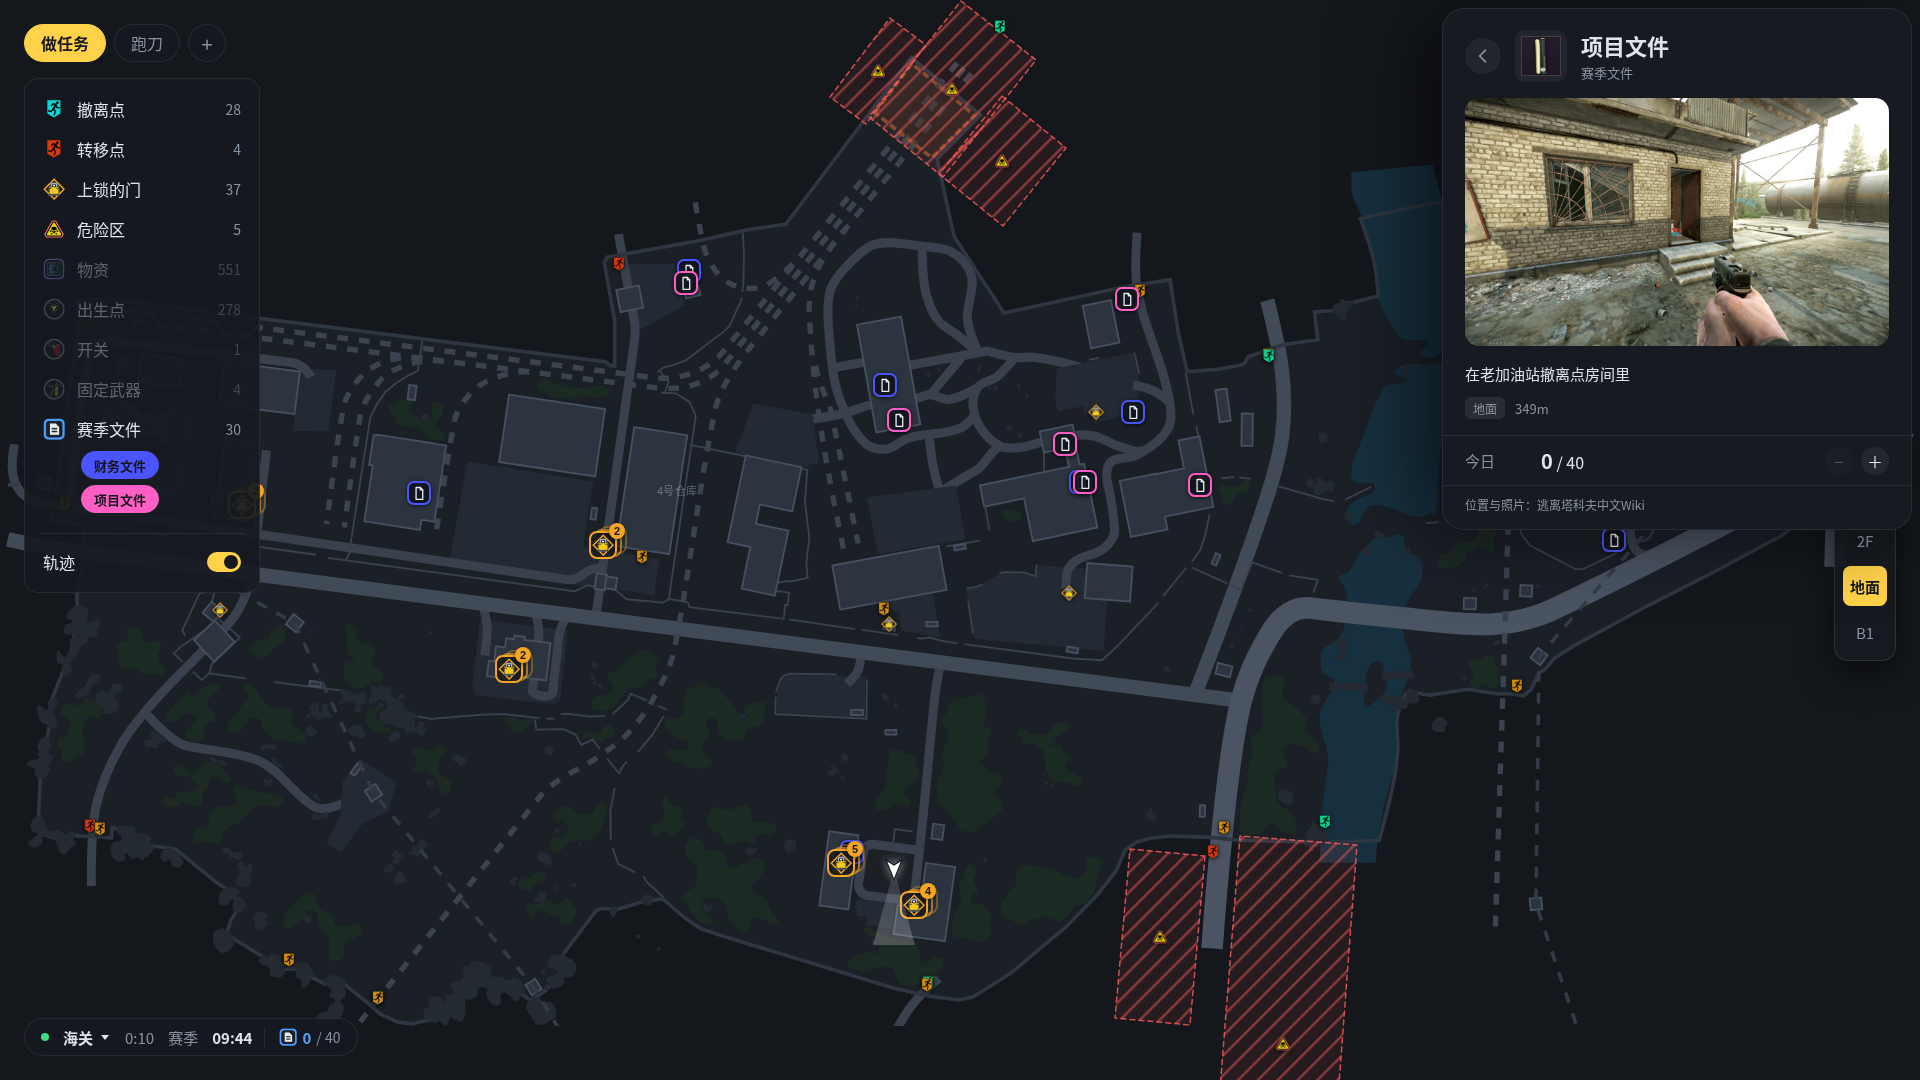 做任务
跑刀
+
撤离点 28
转移点 4
上锁的门 37
危险区 5
物资 551
出生点 278
开关 1
固定武器 4
赛季文件 30
财务文件
项目文件
轨迹
4号仓库
2
2
5
4
项目文件
赛季文件
在老加油站撤离点房间里
地面 349m
今日 0 / 40 − +
位置与照片：逃离塔科夫中文Wiki
2F
地面
B1
海关 0:10 赛季 09:44 0 / 40